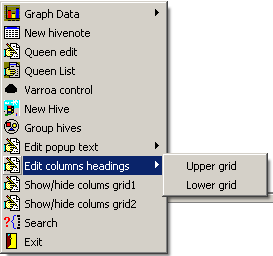 Graph Data
New hivenote
Queen edit
Queen List
Varroa control
New Hive
Group hives
Edit popup text
Edit columns headings
Upper grid
Lower grid
Show/hide colums grid1
Show/hide colums grid2
Search
Exit